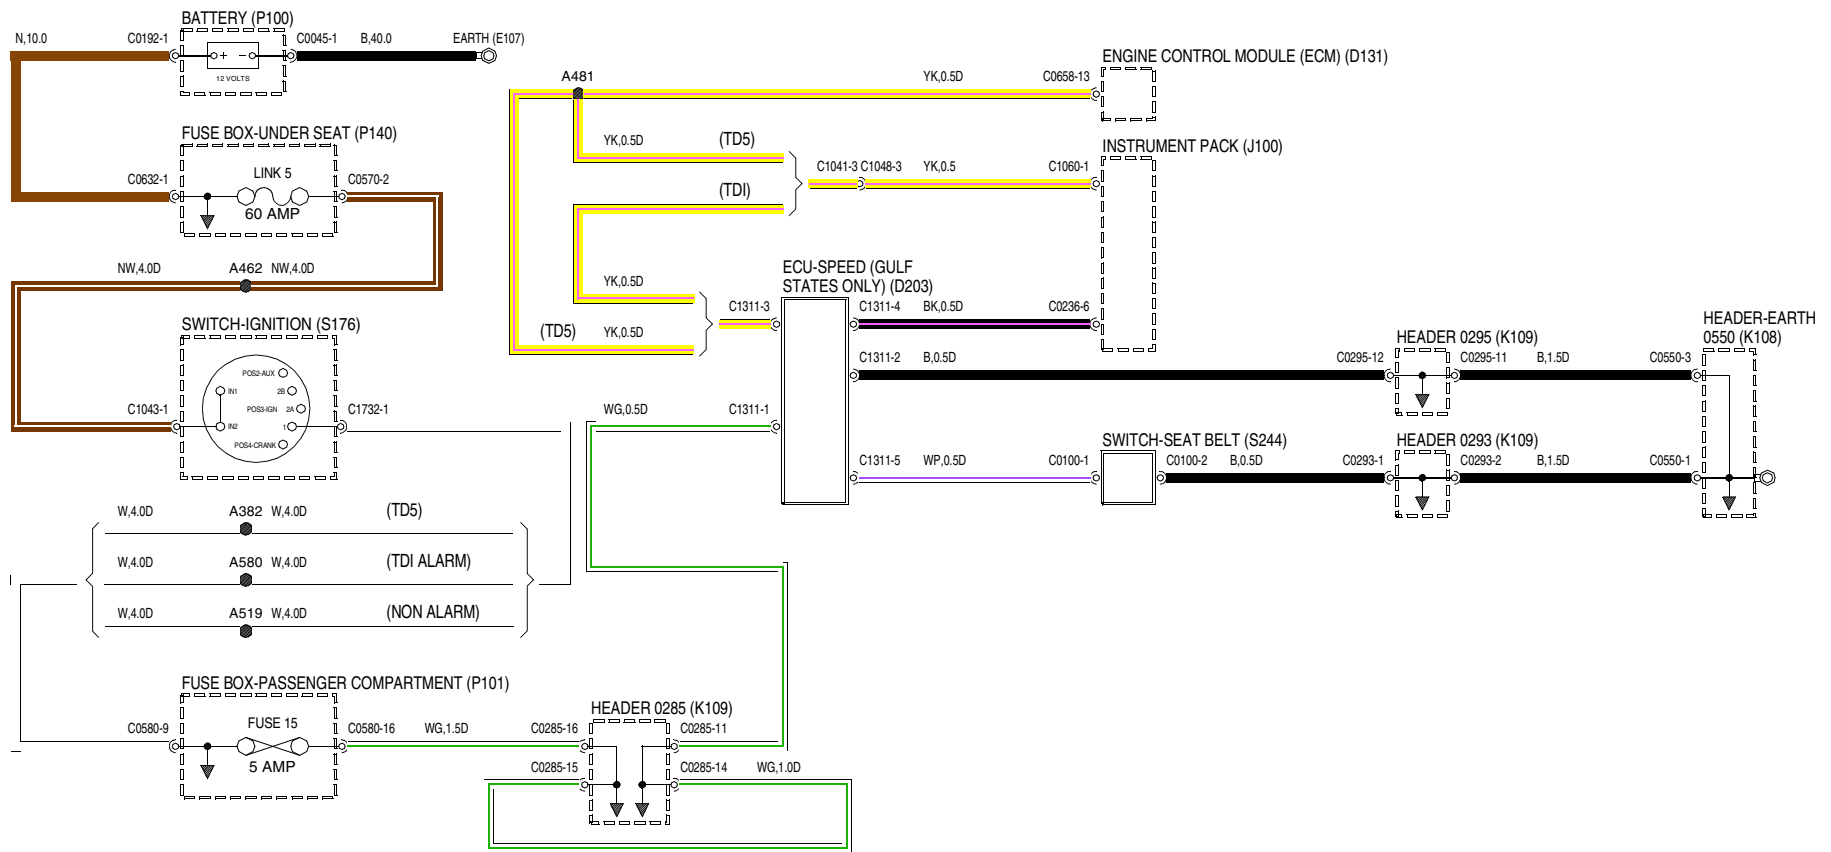 BATTERY (P100)
N,10.0
C0192-1
C0045-1
B,40.0
EARTH (E107)
+ −
12 VOLTS
FUSE BOX-UNDER SEAT (P140)
LINK 5
C0632-1
C0570-2
60 AMP
NW,4.0D
A462
NW,4.0D
SWITCH-IGNITION (S176)
POS2-AUX
IN1
2B
POS3-IGN
2A
C1043-1
C1732-1
IN2
1
POS4-CRANK
W,4.0D
A382
W,4.0D
(TD5)
W,4.0D
A580
W,4.0D
(TDI ALARM)
W,4.0D
A519
W,4.0D
(NON ALARM)
FUSE BOX-PASSENGER COMPARTMENT (P101)
C0580-9
FUSE 15
C0580-16
WG,1.5D
5 AMP
HEADER 0285 (K109)
C0285-16
C0285-11
C0285-15
C0285-14
WG,1.0D
A481
YK,0.5D
C0658-13
ENGINE CONTROL MODULE (ECM) (D131)
YK,0.5D
(TD5)
INSTRUMENT PACK (J100)
C1041-3
C1048-3
YK,0.5
C1060-1
(TDI)
YK,0.5D
ECU-SPEED (GULF
STATES ONLY) (D203)
(TD5)
YK,0.5D
C1311-3
C1311-4
BK,0.5D
C0236-6
C1311-2
B,0.5D
C0295-12
HEADER 0295 (K109)
C0295-11
B,1.5D
C0550-3
HEADER-EARTH
0550 (K108)
WG,0.5D
C1311-1
C1311-5
WP,0.5D
C0100-1
SWITCH-SEAT BELT (S244)
C0100-2
B,0.5D
C0293-1
HEADER 0293 (K109)
C0293-2
B,1.5D
C0550-1